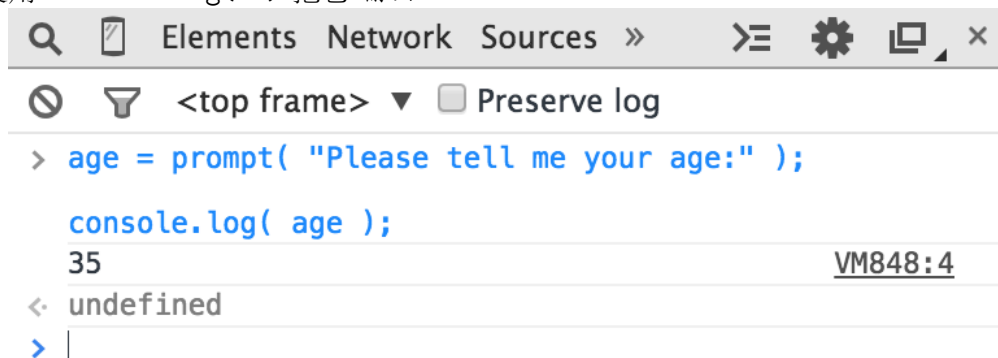 Elements Network Sources »
<top frame> ▼ Preserve log
> age = prompt( "Please tell me your age:" );
console.log( age );
35 VM848:4
undefined
>